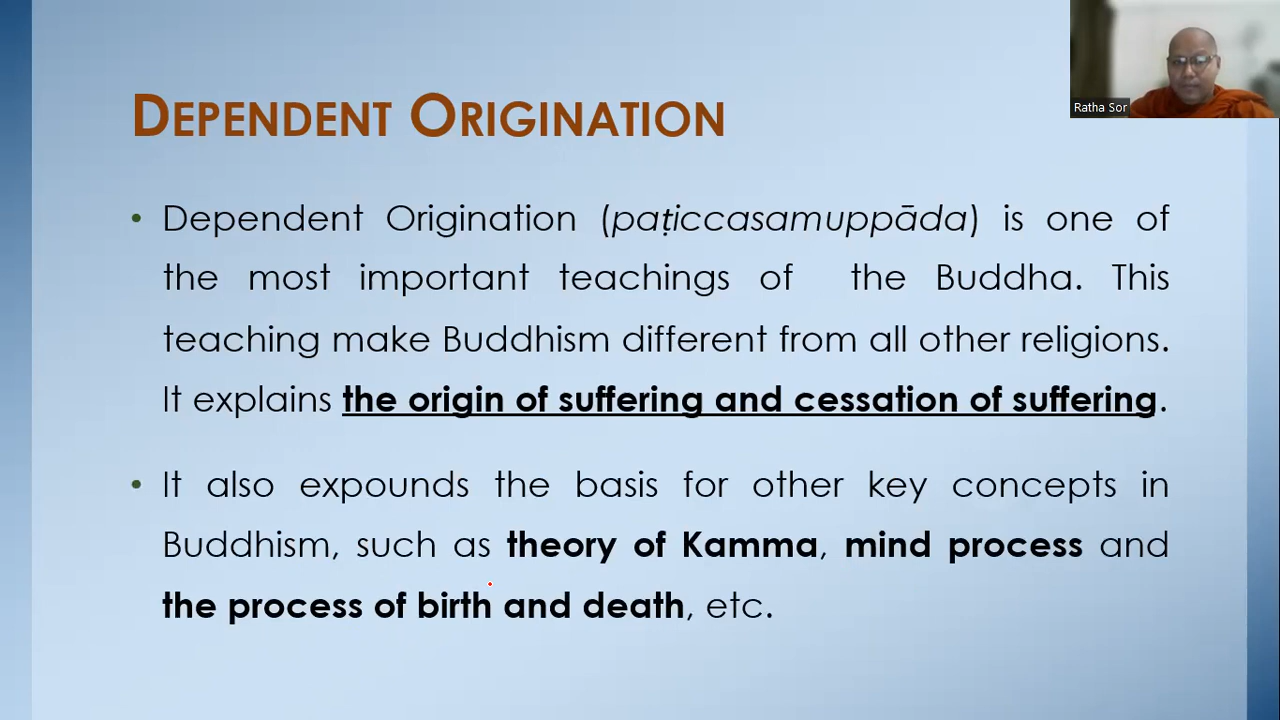 DEPENDENT ORIGINATION
Ratha Sor
• Dependent Origination (paṭiccasamuppāda) is one of
the most important teachings of the Buddha. This
teaching make Buddhism different from all other religions.
It explains the origin of suffering and cessation of suffering.
• It also expounds the basis for other key concepts in
Buddhism, such as theory of Kamma, mind process and
the process of birth and death, etc.